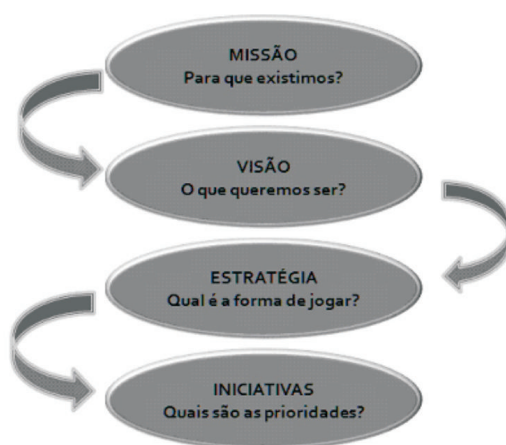 MISSÃO
Para que existimos?
VISÃO
O que queremos ser?
ESTRATÉGIA
Qual é a forma de jogar?
INICIATIVAS
Quais são as prioridades?